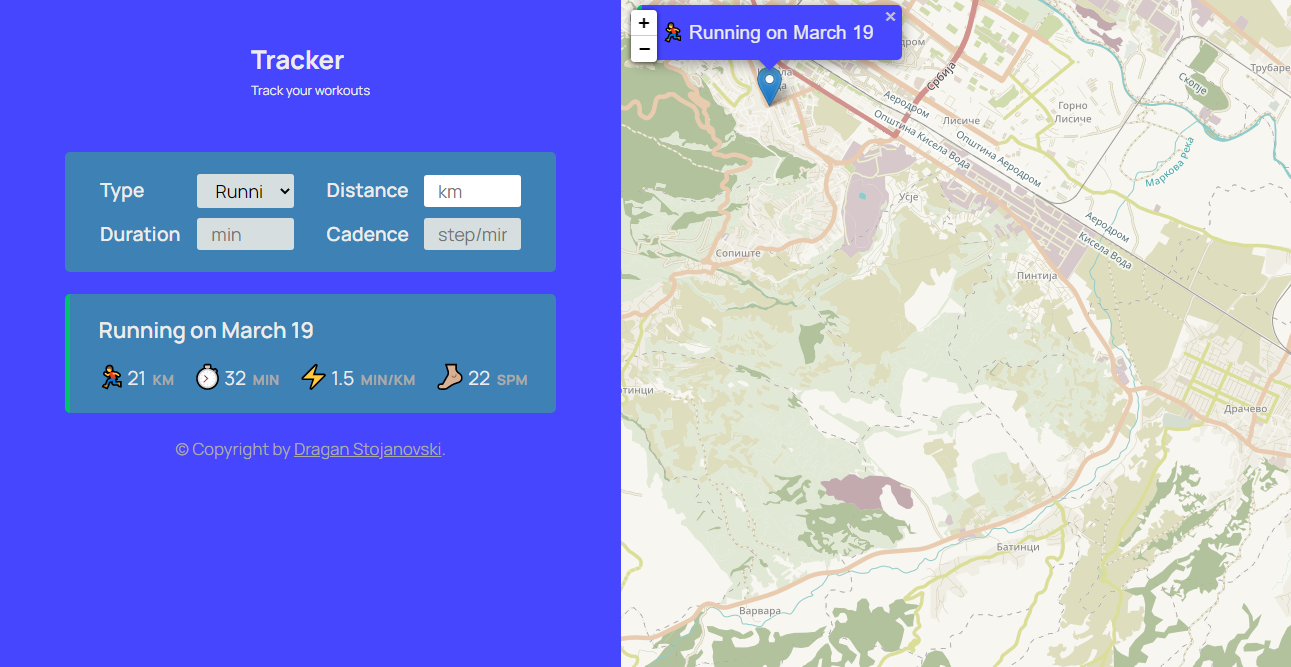 Tracker
Track your workouts
Type Runni Distance km
Duration min Cadence step/mir
Running on March 19
21 KM 32 MIN 1.5 MIN/KM 22 SPM
© Copyright by Dragan Stojanovski.
+
−
Running on March 19 ×
Србија
Скопје
Трубаре
Аеродром
Горно
Лисиче
Лисиче
Општина Кисела Вода
Општина Аеродром
Маркова Река
Усје
Аеродром
Кисела Вода
Сопиште
Пинтија
Драчево
Батинци
Варвара